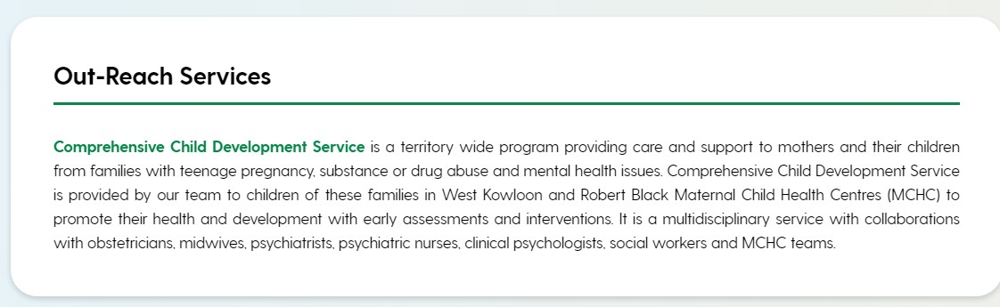 Out-Reach Services
Comprehensive Child Development Service is a territory wide program providing care and support to mothers and their children
from families with teenage pregnancy, substance or drug abuse and mental health issues. Comprehensive Child Development Service
is provided by our team to children of these families in West Kowloon and Robert Black Maternal Child Health Centres (MCHC) to
promote their health and development with early assessments and interventions. It is a multidisciplinary service with collaborations
with obstetricians, midwives, psychiatrists, psychiatric nurses, clinical psychologists, social workers and MCHC teams.